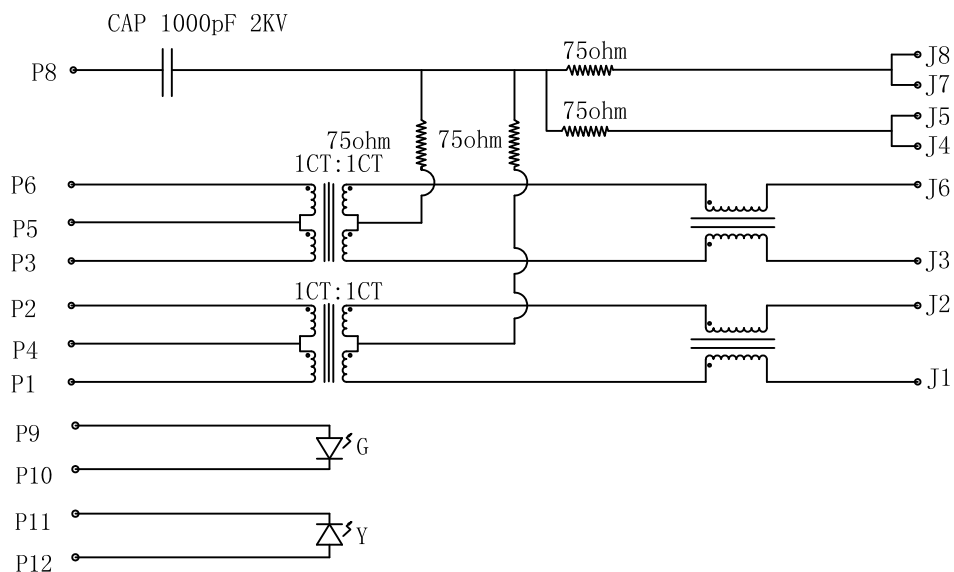 CAP 1000pF 2KV
P8
75ohm
J8
J7
75ohm
J5
J4
75ohm
75ohm
1CT:1CT
P6
J6
P5
P3
J3
1CT:1CT
P2
J2
P4
P1
J1
P9
G
P10
P11
Y
P12